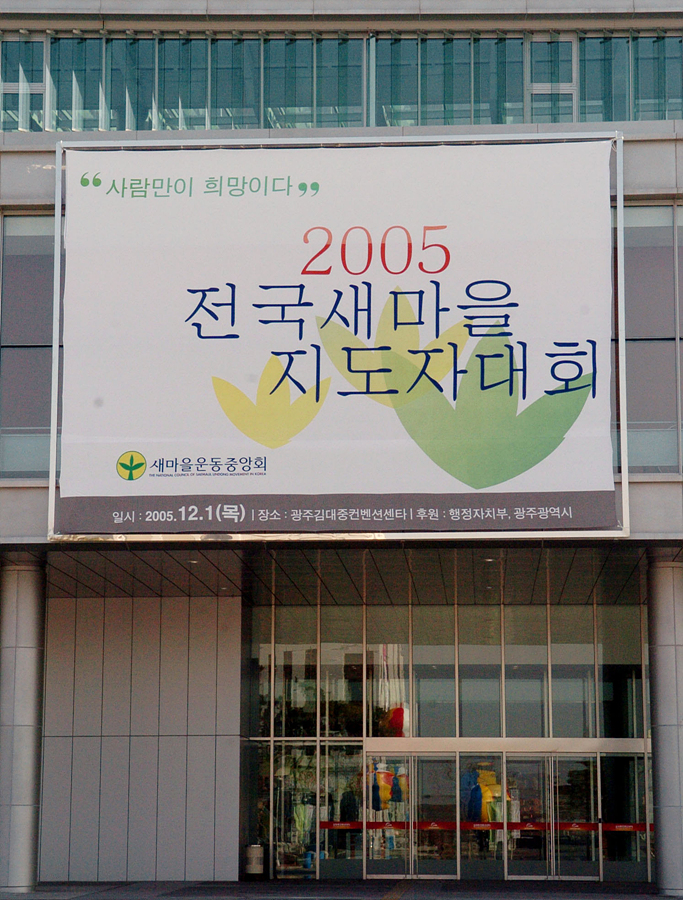 “사람만이 희망이다”
2005
전국새마을
지도자대회
새마을운동중앙회
일시 : 2005.12.1(목) | 장소 : 광주김대중컨벤션센타 | 후원 : 행정자치부, 광주광역시